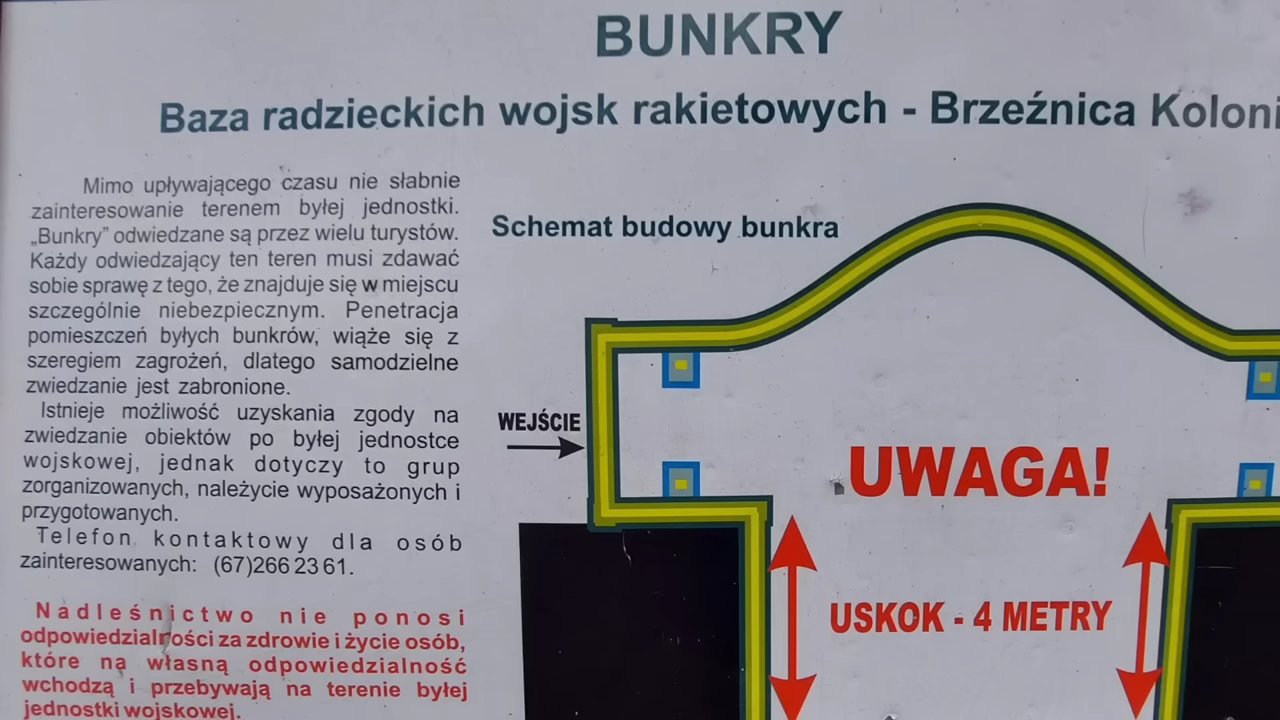 BUNKRY
Baza radzieckich wojsk rakietowych - Brzeźnica Koloni
Mimo upływającego czasu nie słabnie
zainteresowanie terenem byłej jednostki.
„Bunkry” odwiedzane są przez wielu turystów.
Każdy odwiedzający ten teren musi zdawać
sobie sprawę z tego, że znajduje się w miejscu
szczególnie niebezpiecznym. Penetracja
pomieszczeń byłych bunkrów, wiąże się z
szeregiem zagrożeń, dlatego samodzielne
zwiedzanie jest zabronione.
Istnieje możliwość uzyskania zgody na
zwiedzanie obiektów po byłej jednostce
wojskowej, jednak dotyczy to grup
zorganizowanych, należycie wyposażonych i
przygotowanych.
Telefon kontaktowy dla osób
zainteresowanych: (67)266 23 61.
Nadleśnictwo nie ponosi
odpowiedzialności za zdrowie i życie osób,
które ną własną odpowiedzialność
wchodzą i przebywają na terenie byłej
jednostki wojskowej.
Schemat budowy bunkra
WEJŚCIE
UWAGA!
USKOK - 4 METRY